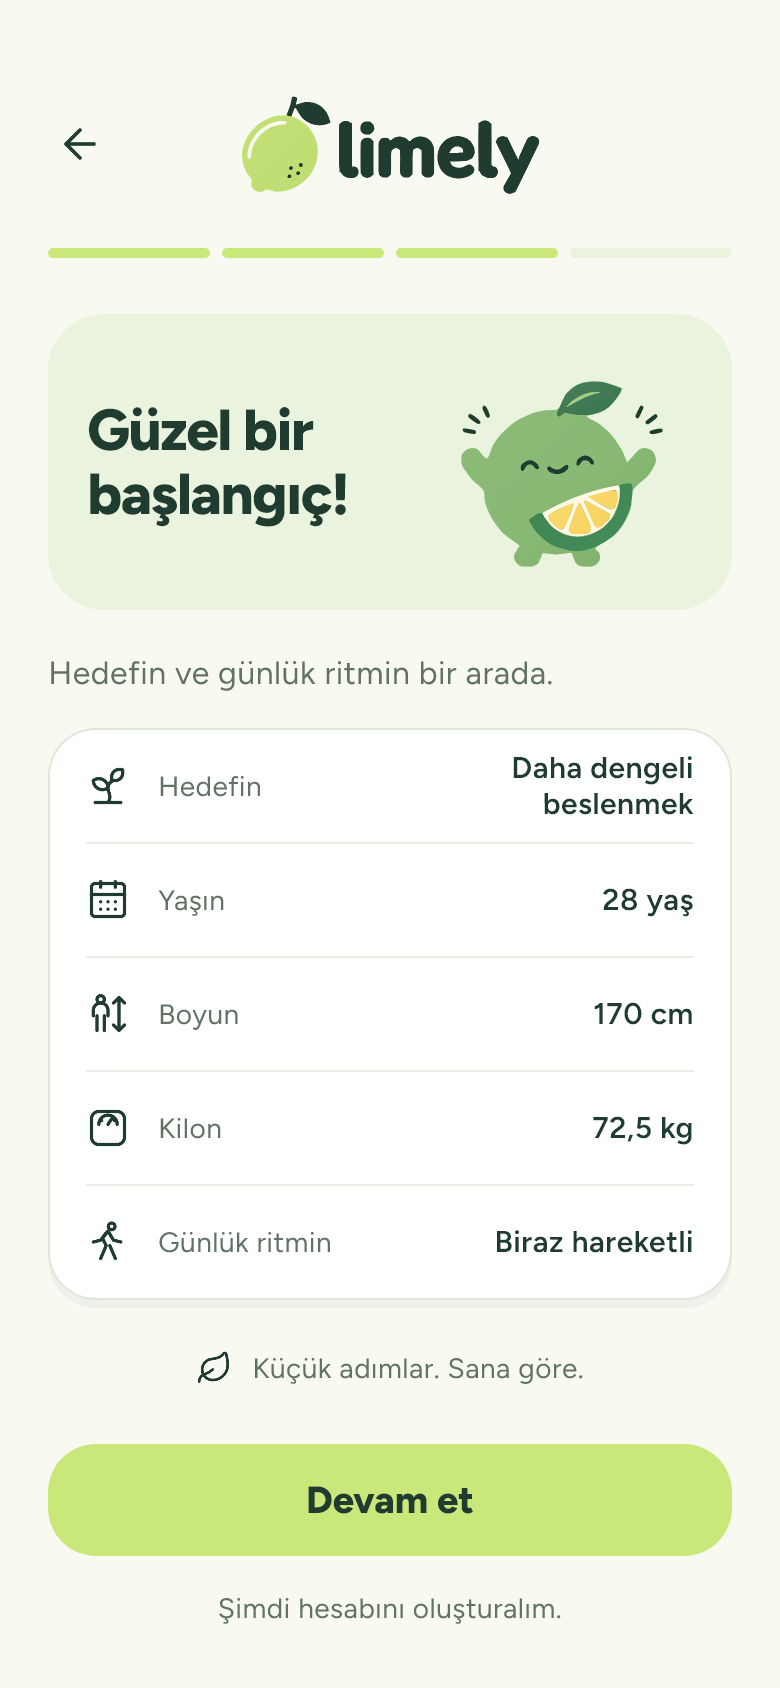 limely
Güzel bir
başlangıç!
Hedefin ve günlük ritmin bir arada.
Hedefin
Daha dengeli
beslenmek
Yaşın
28 yaş
Boyun
170 cm
Kilon
72,5 kg
Günlük ritmin
Biraz hareketli
Küçük adımlar. Sana göre.
Devam et
Şimdi hesabını oluşturalım.